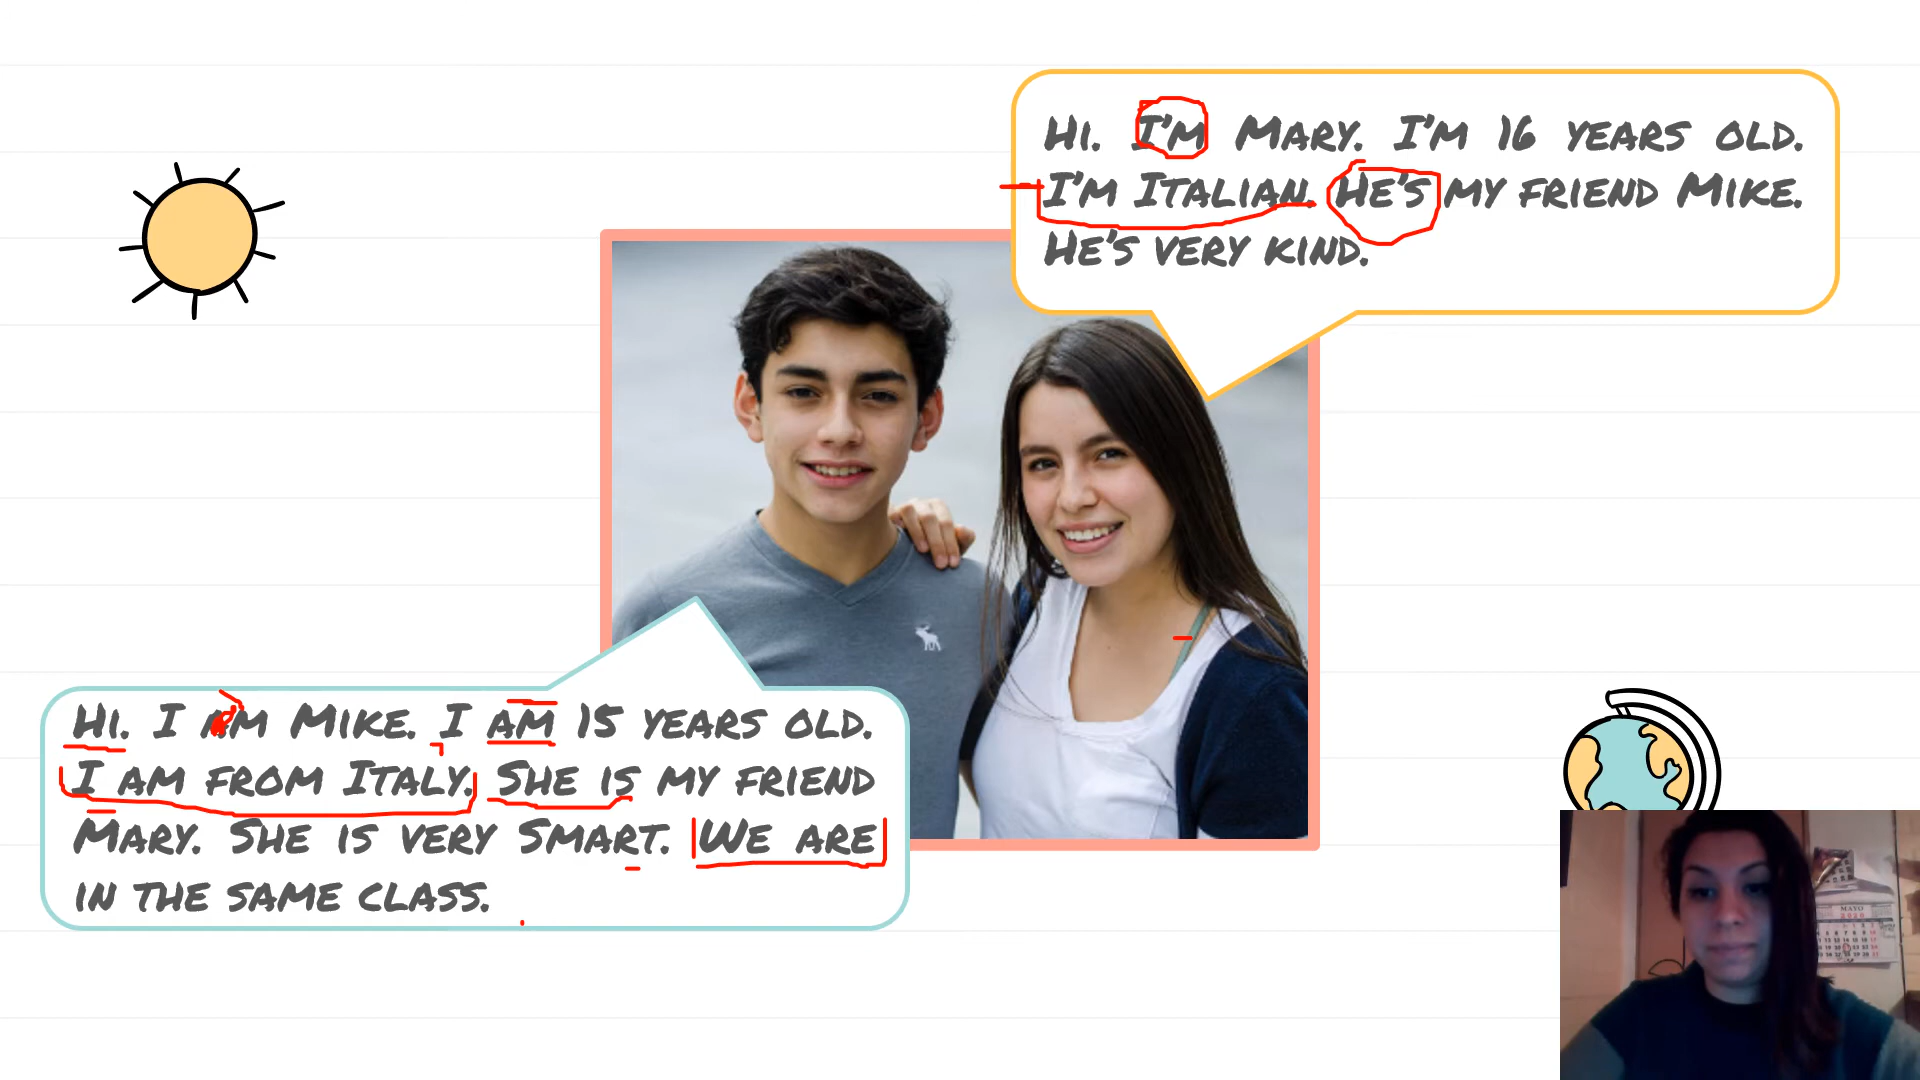 Hi. I'm Mary. I'm 16 years old.
I'm Italian. He's my friend Mike.
He's very kind.
Hi. I am Mike. I am 15 years old.
I am from Italy. She is my friend
Mary. She is very Smart. We are
in the same class.
MAYO
2020